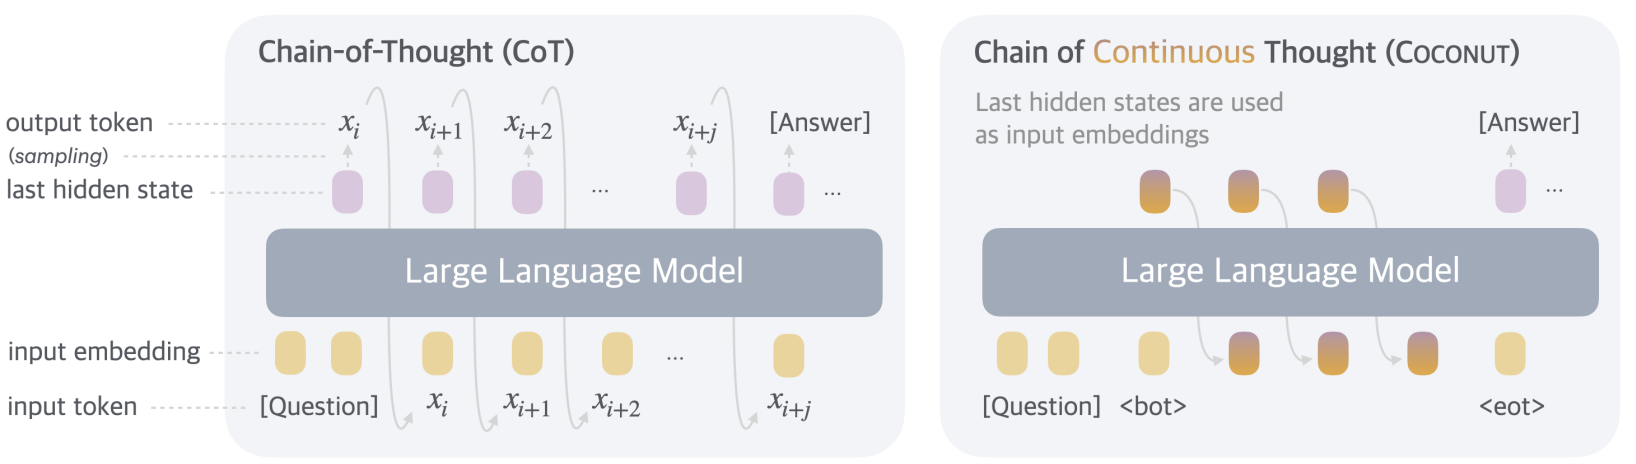 Chain-of-Thought (CoT)
output token
(sampling)
last hidden state
input embedding
input token
x_i
x_{i+1}
x_{i+2}
x_{i+j}
[Answer]
...
...
Large Language Model
...
[Question]
x_i
x_{i+1}
x_{i+2}
x_{i+j}
Chain of Continuous Thought (COCONUT)
Last hidden states are used
as input embeddings
[Answer]
...
Large Language Model
[Question]
<bot>
<eot>